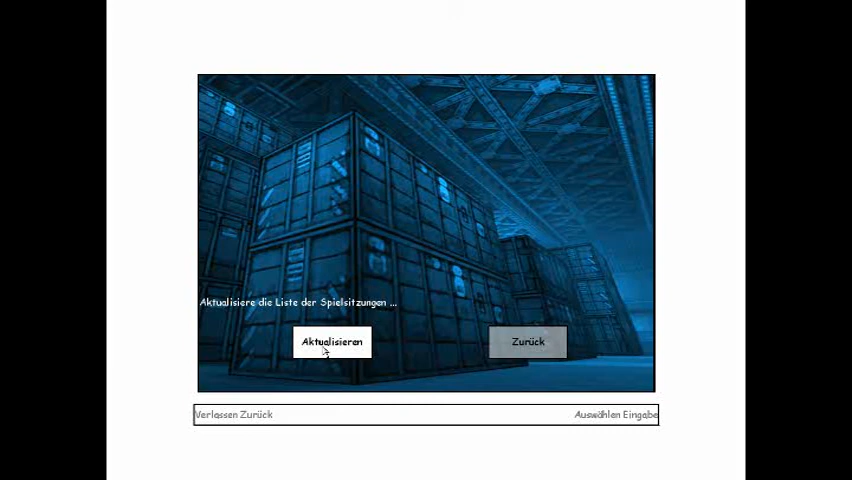 Aktualisiere die Liste der Spielsitzungen ...
Aktualisieren
Zurück
Verlassen Zurück
Auswählen Eingabe